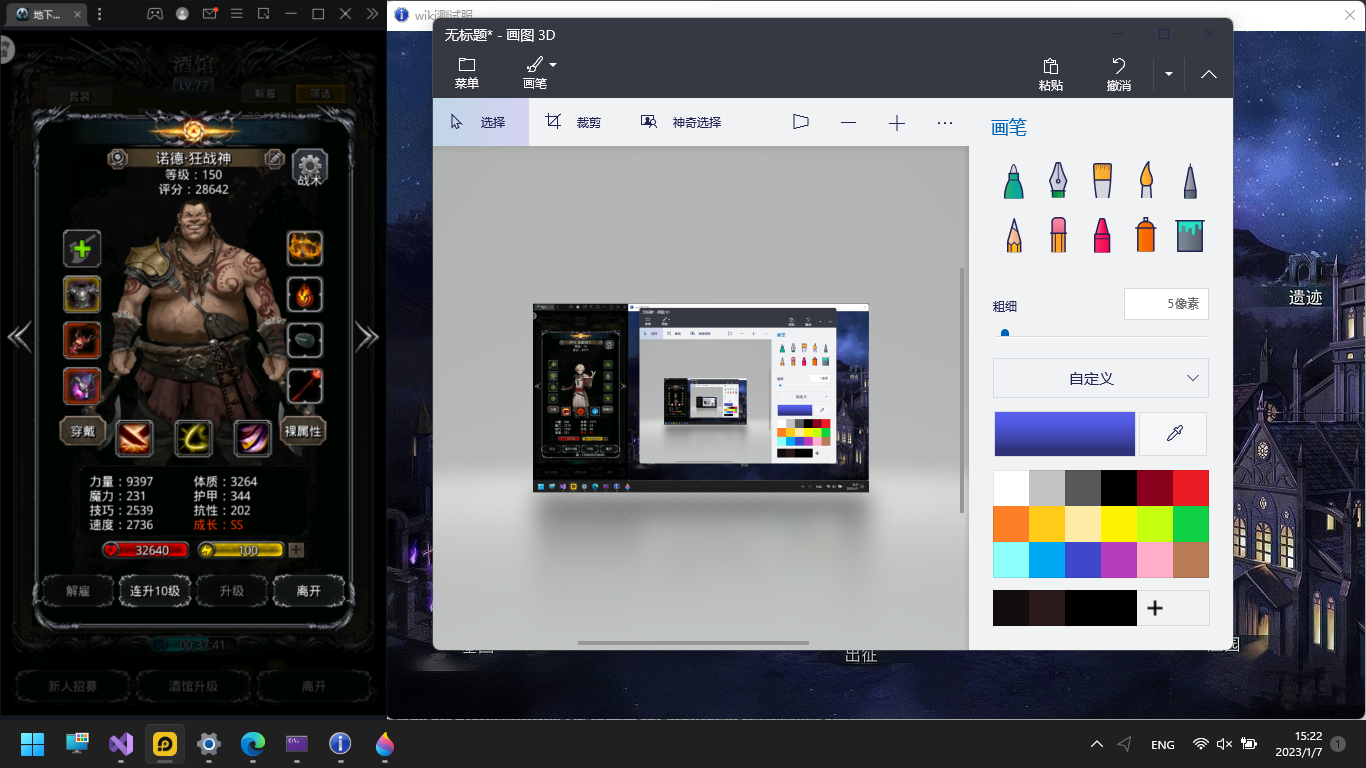 地下...
酒馆
LV.77
套装
解雇
筛选
诺德·狂战神
等级：150
评分：28642
战术
穿戴
裸属性
力量：9397
体质：3264
魔力：231
护甲：344
技巧：2539
抗性：202
速度：2736
成长：SS
32640
100
解雇
连升10级
升级
离开
00:37:41
新人招募
酒馆升级
离开
wiki测试服
无标题* - 画图 3D
菜单
画笔
粘贴
撤消
选择
裁剪
神奇选择
画笔
粗细
5像素
自定义
遗迹
出征
ENG
15:22
2023/1/7
1